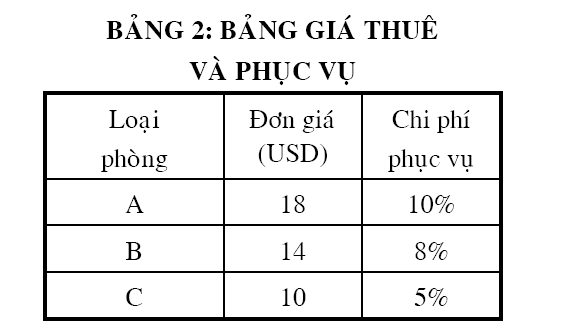 BẢNG 2: BẢNG GIÁ THUÊ
VÀ PHỤC VỤ
Loại phòng Đơn giá (USD) Chi phí phục vụ
A 18 10%
B 14 8%
C 10 5%